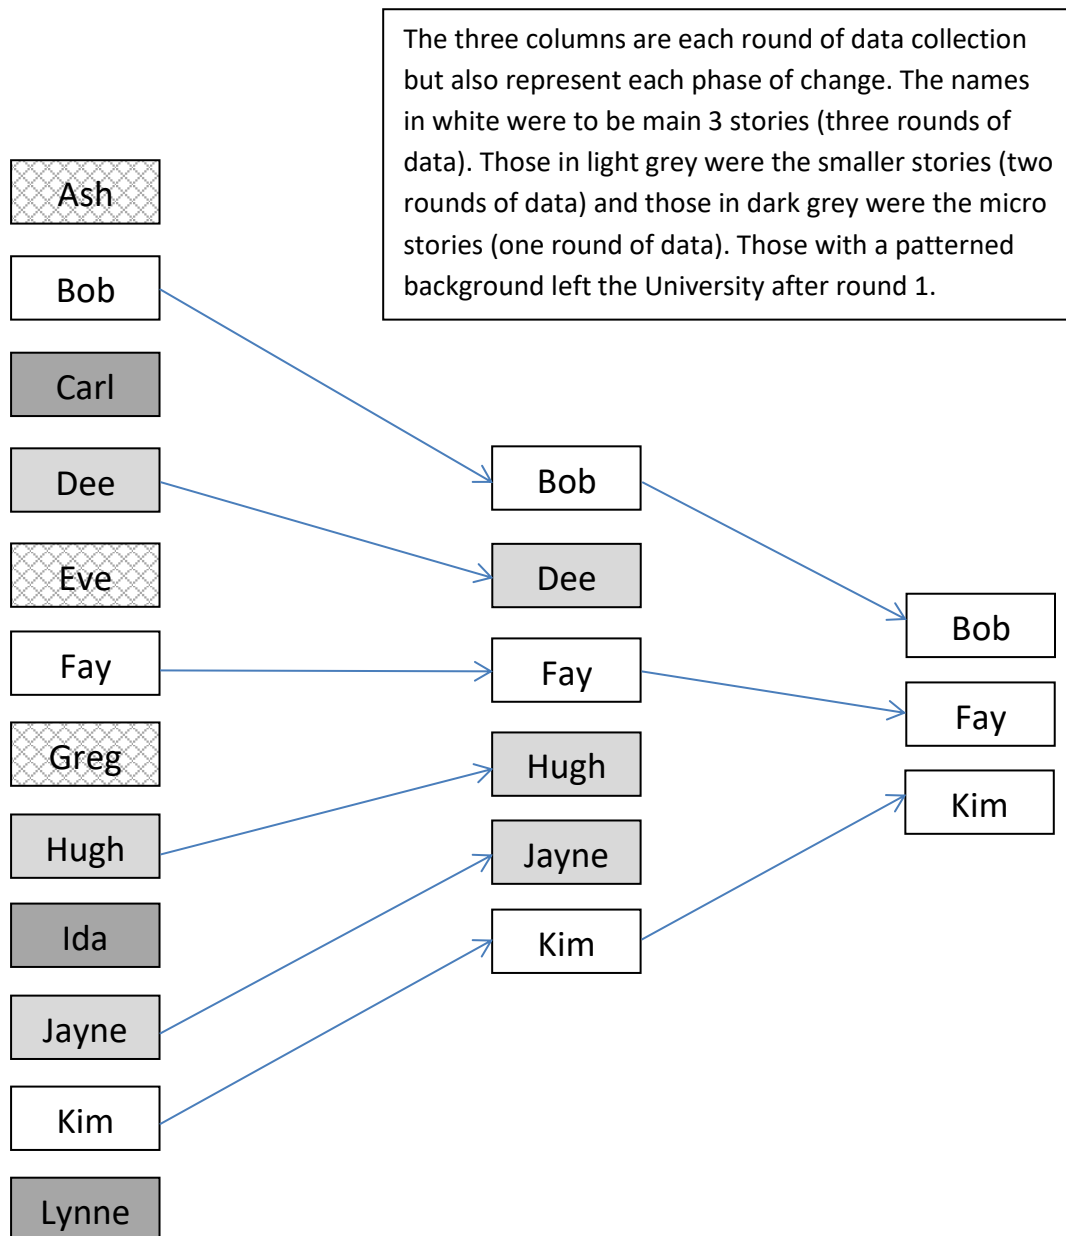 The three columns are each round of data collection
but also represent each phase of change. The names
in white were to be main 3 stories (three rounds of
data). Those in light grey were the smaller stories (two
rounds of data) and those in dark grey were the micro
stories (one round of data). Those with a patterned
background left the University after round 1.
Ash
Bob
Carl
Dee
Eve
Fay
Greg
Hugh
Ida
Jayne
Kim
Lynne
Bob
Dee
Fay
Hugh
Jayne
Kim
Bob
Fay
Kim